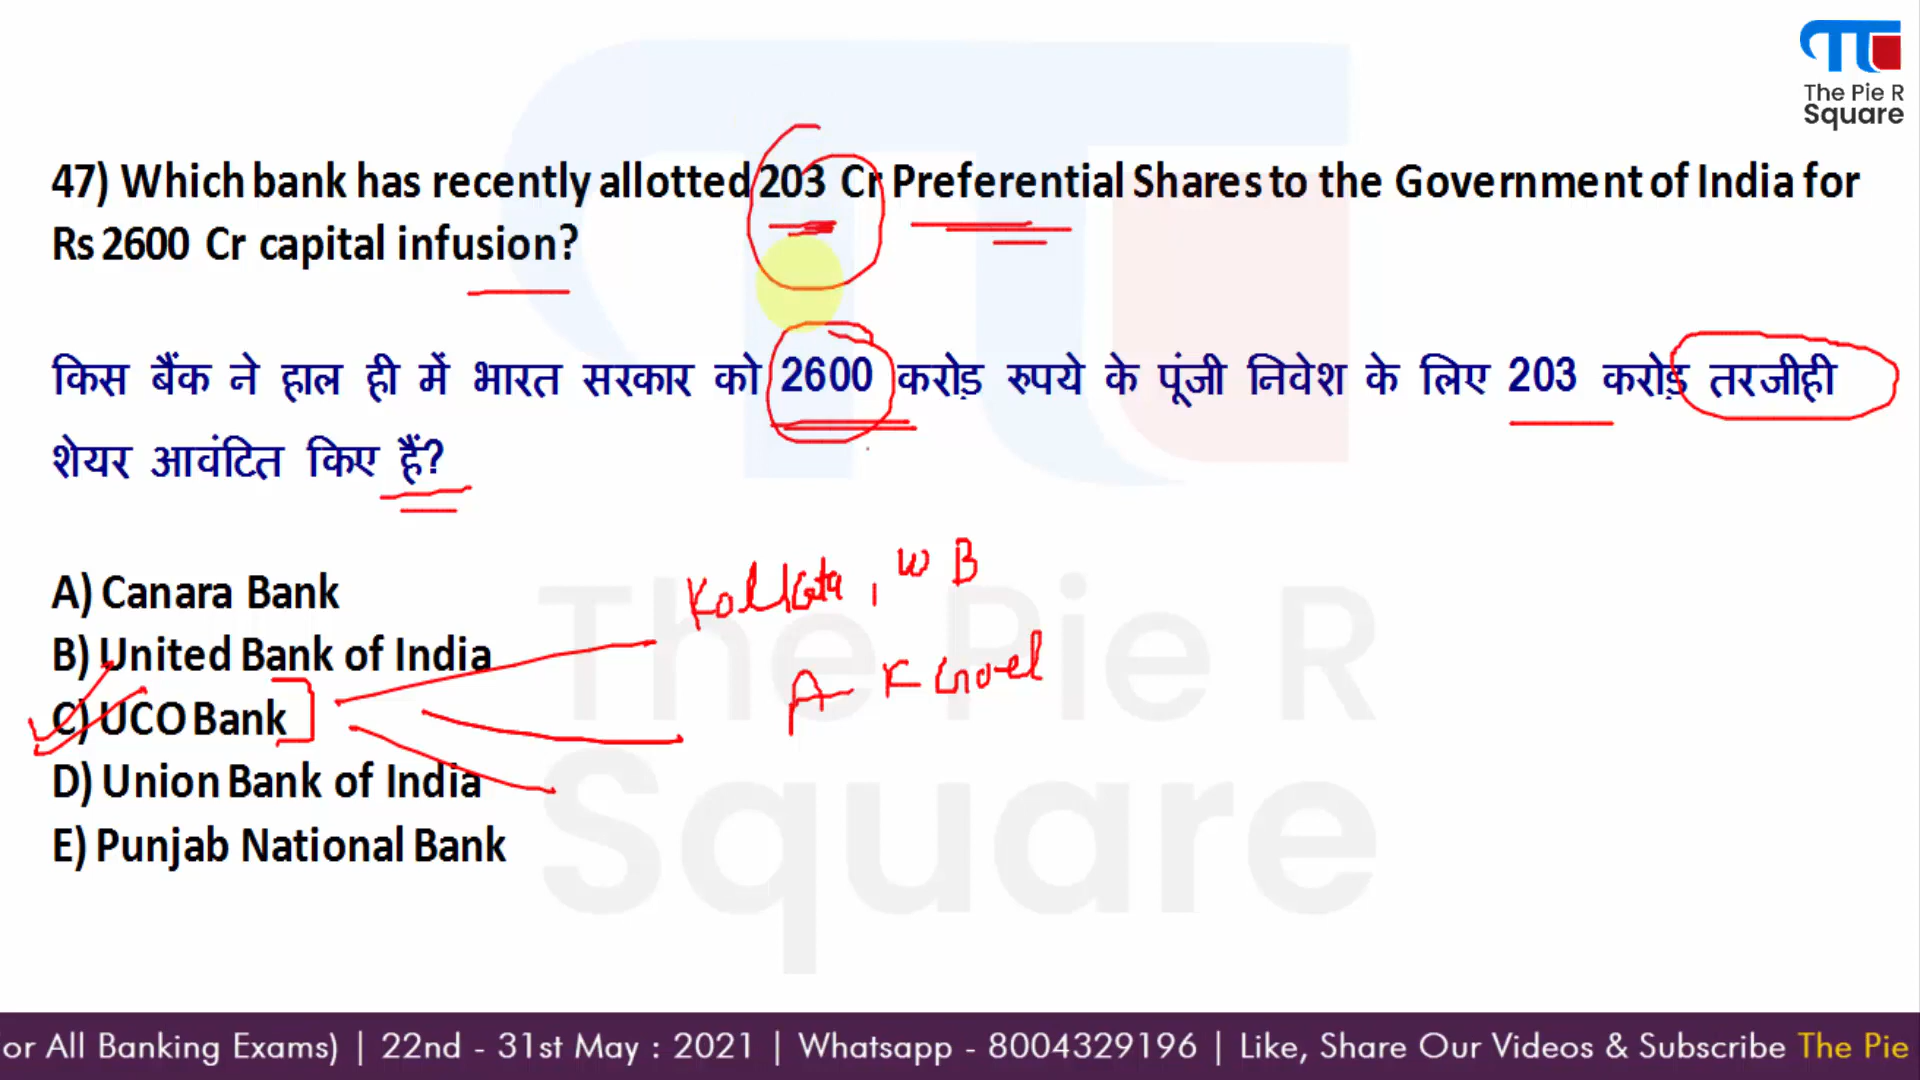 The Pie R
Square
47) Which bank has recently allotted 203 Cr Preferential Shares to the Government of India for
Rs 2600 Cr capital infusion?
किस बैंक ने हाल ही में भारत सरकार को 2600 करोड़ रुपये के पूंजी निवेश के लिए 203 करोड़ तरजीही
शेयर आवंटित किए हैं?
Kolkata, WB
A) Canara Bank
B) United Bank of India
A K Goel
C) UCO Bank
D) Union Bank of India
E) Punjab National Bank
The Pie R
Square
or All Banking Exams) | 22nd - 31st May : 2021 | Whatsapp - 8004329196 | Like, Share Our Videos & Subscribe The Pie